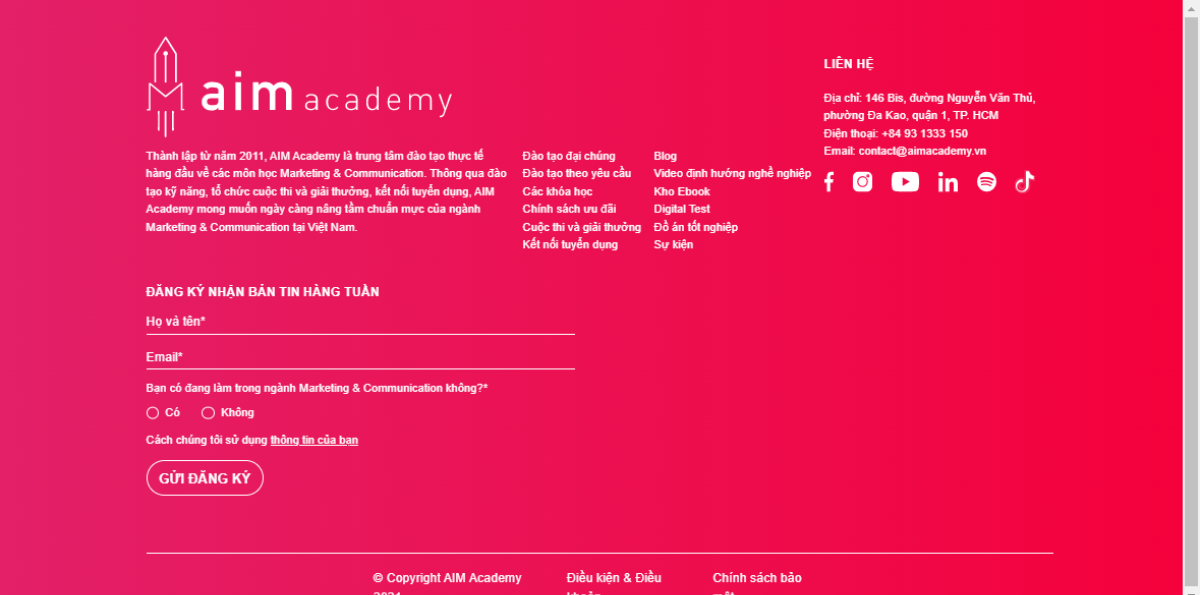 aim academy
Thành lập từ năm 2011, AIM Academy là trung tâm đào tạo thực tế
hàng đầu về các môn học Marketing & Communication. Thông qua đào
tạo kỹ năng, tổ chức cuộc thi và giải thưởng, kết nối tuyển dụng, AIM
Academy mong muốn ngày càng nâng tầm chuẩn mực của ngành
Marketing & Communication tại Việt Nam.
Đào tạo đại chúng
Đào tạo theo yêu cầu
Các khóa học
Chính sách ưu đãi
Cuộc thi và giải thưởng
Kết nối tuyển dụng
Blog
Video định hướng nghề nghiệp
Kho Ebook
Digital Test
Đồ án tốt nghiệp
Sự kiện
LIÊN HỆ
Địa chỉ: 146 Bis, đường Nguyễn Văn Thủ,
phường Đa Kao, quận 1, TP. HCM
Điện thoại: +84 93 1333 150
Email: contact@aimacademy.vn
ĐĂNG KÝ NHẬN BẢN TIN HÀNG TUẦN
Họ và tên*
Email*
Bạn có đang làm trong ngành Marketing & Communication không?*
Có Không
Cách chúng tôi sử dụng thông tin của bạn
GỬI ĐĂNG KÝ
© Copyright AIM Academy
Điều kiện & Điều
Chính sách bảo